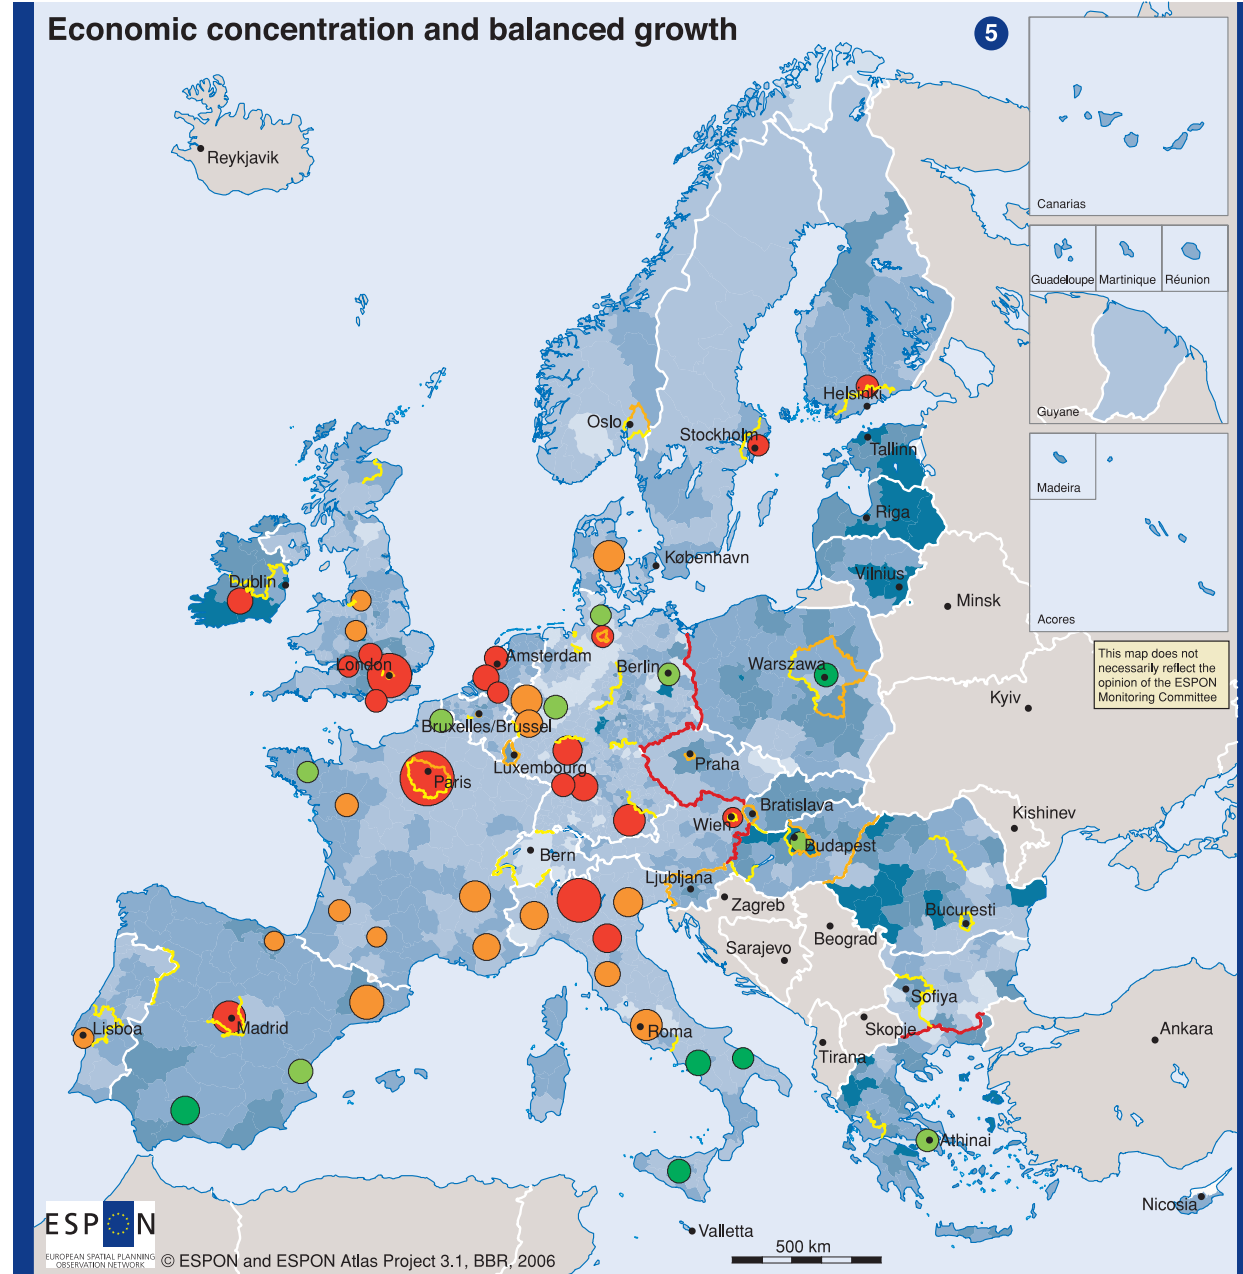 Economic concentration and balanced growth
5
Reykjavik
Canarias
Guadeloupe
Martinique
Réunion
Guyane
Madeira
Acores
This map does not
necessarily reflect the
opinion of the ESPON
Monitoring Committee
Helsinki
Oslo
Stockholm
Tallinn
Riga
København
Vilnius
Dublin
Minsk
Amsterdam
London
Berlin
Warszawa
Kyiv
Bruxelles/Brussel
Luxembourg
Praha
Paris
Bratislava
Kishinev
Wien
Budapest
Bern
Ljubljana
Zagreb
Bucuresti
Beograd
Sarajevo
Sofiya
Lisboa
Madrid
Roma
Skopje
Ankara
Tirana
Athinai
Nicosia
Valletta
500 km
ESPON
EUROPEAN SPATIAL PLANNING
OBSERVATION NETWORK
© ESPON and ESPON Atlas Project 3.1, BBR, 2006